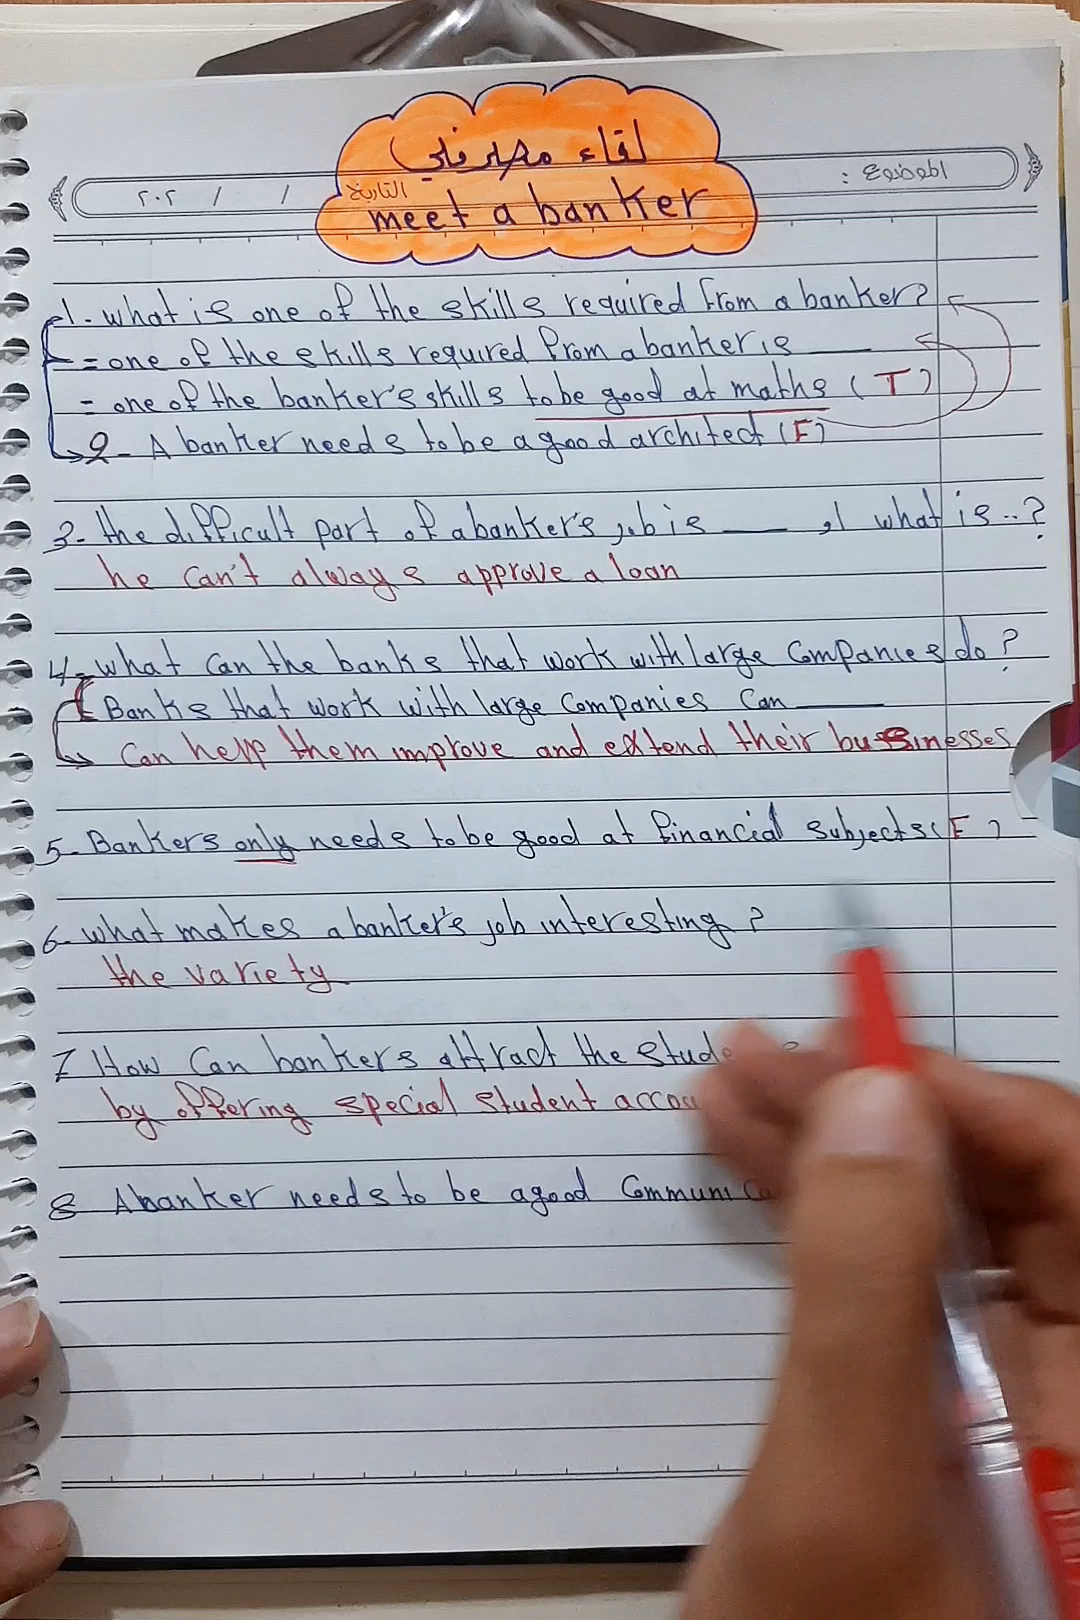 لقاء مصرفي
الموضوع :
التاريخ / / ٢٠٢
meet a banker
1- what is one of the skills required from a banker?
= one of the skills required from a banker is ____
= one of the banker's skills to be good at maths ( T )
2- A banker needs to be a good architect ( F )
3- the difficult part of a banker's job is ____ او what is ..?
he can't always approve a loan
4- what can the banks that work with large companies do?
Banks that work with large companies can ____
can help them improve and extend their businesses
5- Bankers only needs to be good at financial subjects ( F )
6- what makes a banker's job interesting?
the variety
7 How can bankers attract the
by offering special student
8 A banker needs to be a good